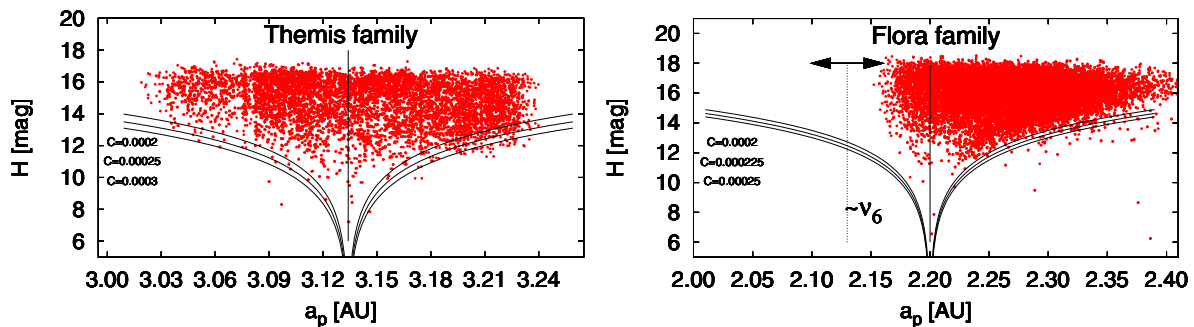 Themis family
H [mag]
20
18
16
14
12
10
8
6
C=0.0002
C=0.00025
C=0.0003
3.00 3.03 3.06 3.09 3.12 3.15 3.18 3.21 3.24
a_p [AU]
Flora family
H [mag]
20
18
16
14
12
10
8
6
C=0.0002
C=0.000225
C=0.00025
~ν6
2.00 2.05 2.10 2.15 2.20 2.25 2.30 2.35 2.40
a_p [AU]